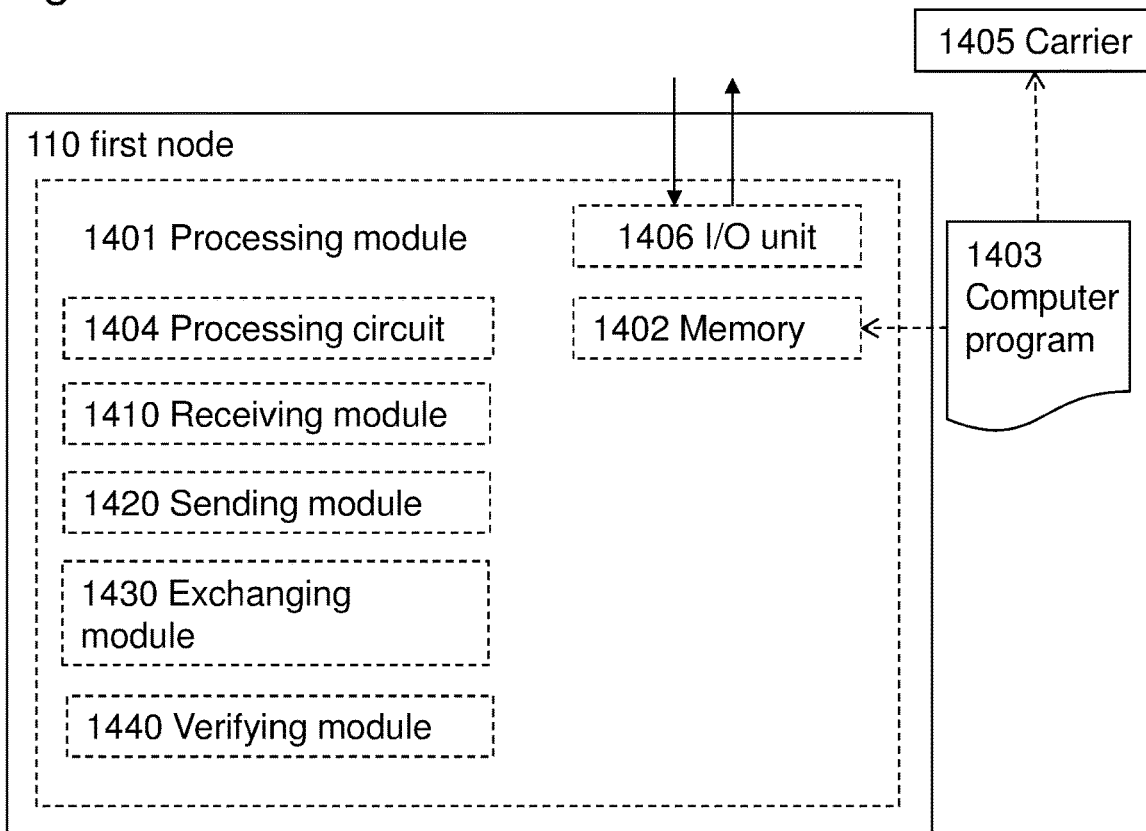 1405 Carrier
110 first node
1401 Processing module
1406 I/O unit
1403
Computer
program
1404 Processing circuit
1402 Memory
1410 Receiving module
1420 Sending module
1430 Exchanging
module
1440 Verifying module